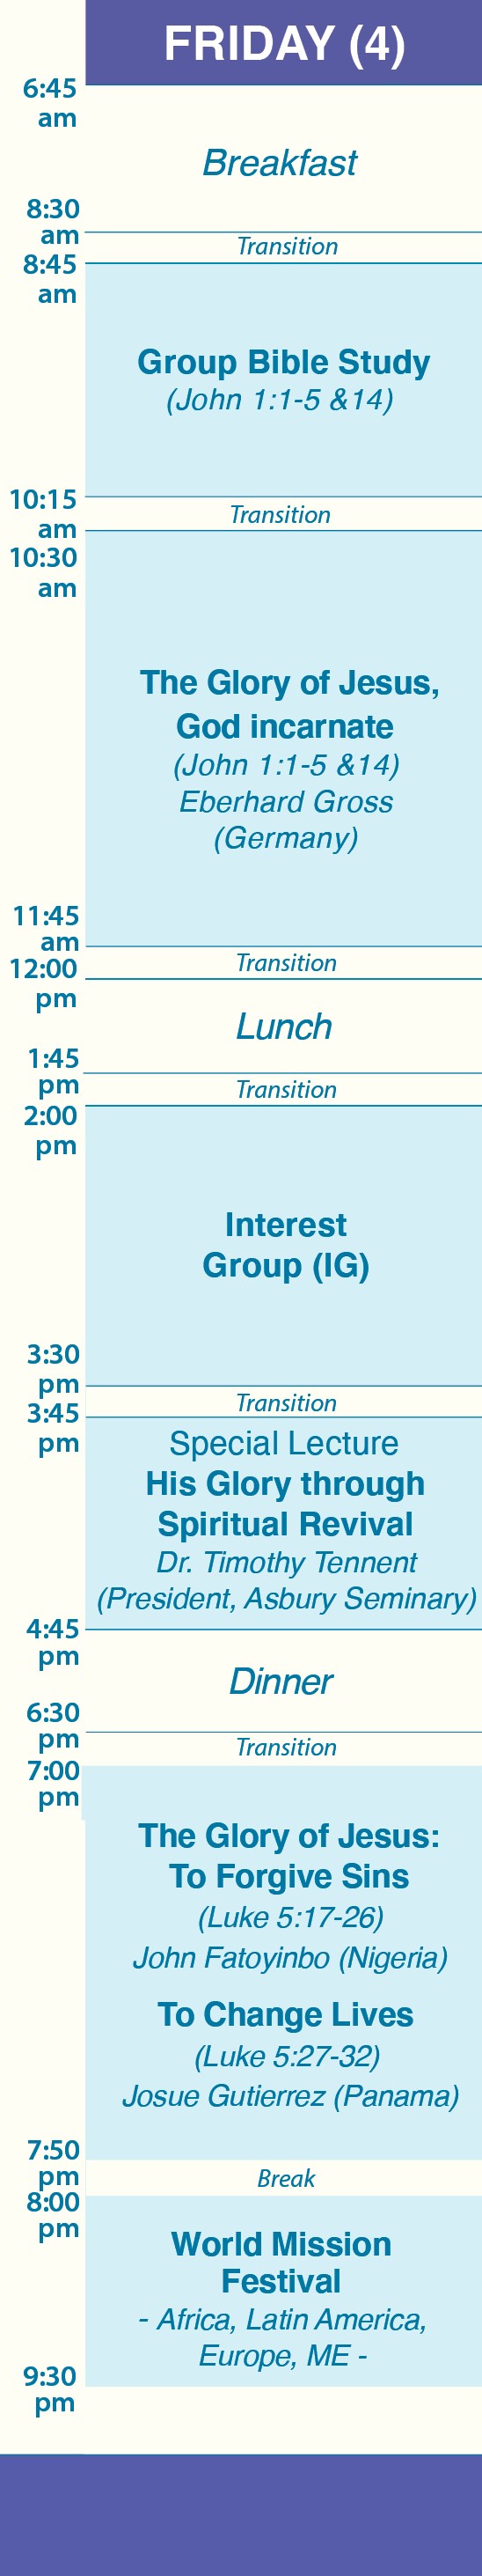 FRIDAY (4)
6:45
am
Breakfast
8:30
am
Transition
8:45
am
Group Bible Study
(John 1:1-5 &14)
10:15
am
Transition
10:30
am
The Glory of Jesus,
God incarnate
(John 1:1-5 &14)
Eberhard Gross
(Germany)
11:45
am
Transition
12:00
pm
Lunch
1:45
pm
Transition
2:00
pm
Interest
Group (IG)
3:30
pm
Transition
3:45
pm
Special Lecture
His Glory through
Spiritual Revival
Dr. Timothy Tennent
(President, Asbury Seminary)
4:45
pm
Dinner
6:30
pm
Transition
7:00
pm
The Glory of Jesus:
To Forgive Sins
(Luke 5:17-26)
John Fatoyinbo (Nigeria)
To Change Lives
(Luke 5:27-32)
Josue Gutierrez (Panama)
7:50
pm
Break
8:00
pm
World Mission
Festival
- Africa, Latin America,
Europe, ME -
9:30
pm